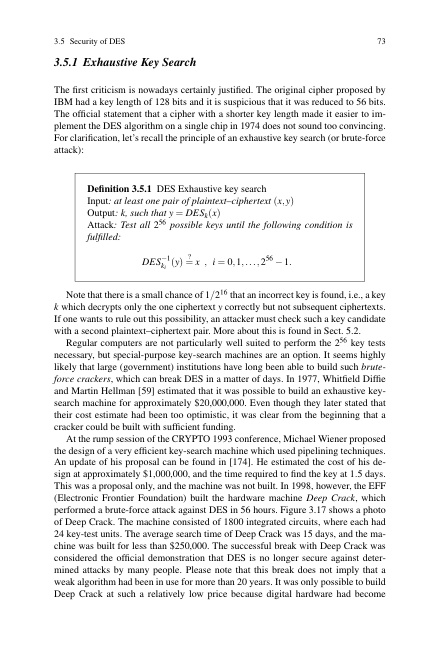 3.5 Security of DES 73
3.5.1 Exhaustive Key Search
The first criticism is nowadays certainly justified. The original cipher proposed by
IBM had a key length of 128 bits and it is suspicious that it was reduced to 56 bits.
The official statement that a cipher with a shorter key length made it easier to im-
plement the DES algorithm on a single chip in 1974 does not sound too convincing.
For clarification, let's recall the principle of an exhaustive key search (or brute-force
attack):
Definition 3.5.1 DES Exhaustive key search
Input: at least one pair of plaintext–ciphertext (x,y)
Output: k, such that y = DESₖ(x)
Attack: Test all 2⁵⁶ possible keys until the following condition is
fulfilled:
DES⁻¹ₖᵢ(y) ≟ x , i = 0,1,...,2⁵⁶ − 1.
Note that there is a small chance of 1/2¹⁶ that an incorrect key is found, i.e., a key
k which decrypts only the one ciphertext y correctly but not subsequent ciphertexts.
If one wants to rule out this possibility, an attacker must check such a key candidate
with a second plaintext–ciphertext pair. More about this is found in Sect. 5.2.
Regular computers are not particularly well suited to perform the 2⁵⁶ key tests
necessary, but special-purpose key-search machines are an option. It seems highly
likely that large (government) institutions have long been able to build such brute-
force crackers, which can break DES in a matter of days. In 1977, Whitfield Diffie
and Martin Hellman [59] estimated that it was possible to build an exhaustive key-
search machine for approximately $20,000,000. Even though they later stated that
their cost estimate had been too optimistic, it was clear from the beginning that a
cracker could be built with sufficient funding.
At the rump session of the CRYPTO 1993 conference, Michael Wiener proposed
the design of a very efficient key-search machine which used pipelining techniques.
An update of his proposal can be found in [174]. He estimated the cost of his de-
sign at approximately $1,000,000, and the time required to find the key at 1.5 days.
This was a proposal only, and the machine was not built. In 1998, however, the EFF
(Electronic Frontier Foundation) built the hardware machine Deep Crack, which
performed a brute-force attack against DES in 56 hours. Figure 3.17 shows a photo
of Deep Crack. The machine consisted of 1800 integrated circuits, where each had
24 key-test units. The average search time of Deep Crack was 15 days, and the ma-
chine was built for less than $250,000. The successful break with Deep Crack was
considered the official demonstration that DES is no longer secure against deter-
mined attacks by many people. Please note that this break does not imply that a
weak algorithm had been in use for more than 20 years. It was only possible to build
Deep Crack at such a relatively low price because digital hardware had become